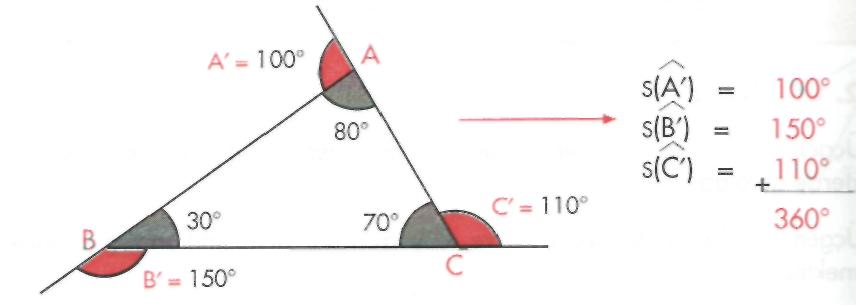 A' = 100°
A
80°
B
30°
B' = 150°
70°
C' = 110°
C
s(A') = 100°
s(B') = 150°
s(C') = 110°
+
360°